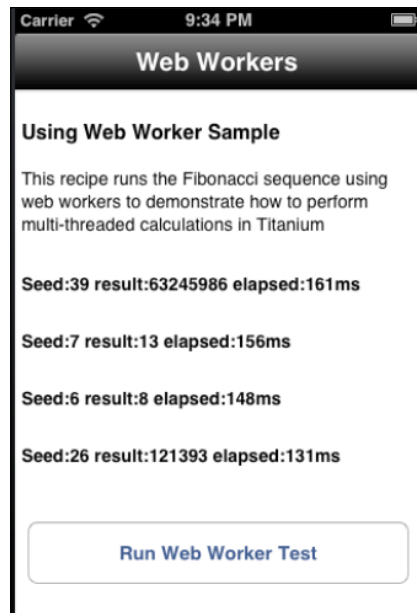 Carrier 9:34 PM
Web Workers
Using Web Worker Sample
This recipe runs the Fibonacci sequence using
web workers to demonstrate how to perform
multi-threaded calculations in Titanium
Seed:39 result:63245986 elapsed:161ms
Seed:7 result:13 elapsed:156ms
Seed:6 result:8 elapsed:148ms
Seed:26 result:121393 elapsed:131ms
Run Web Worker Test